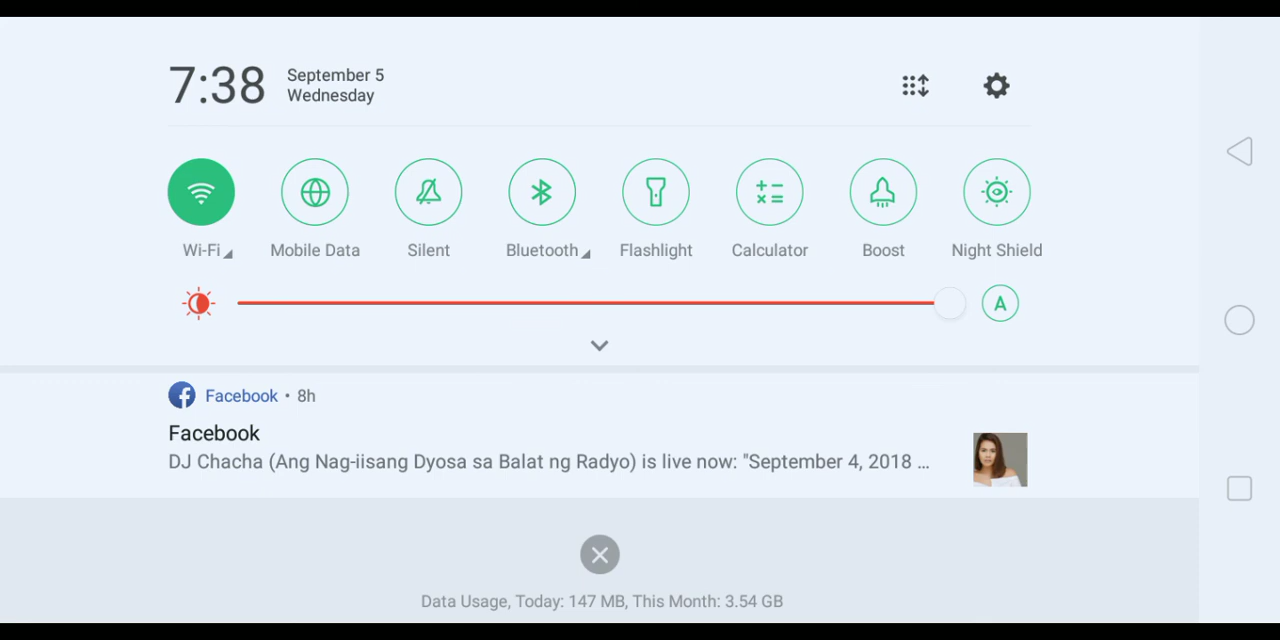 7:38
September 5
Wednesday
Wi-Fi
Mobile Data
Silent
Bluetooth
Flashlight
Calculator
Boost
Night Shield
A
Facebook • 8h
Facebook
DJ Chacha (Ang Nag-iisang Dyosa sa Balat ng Radyo) is live now: "September 4, 2018 ...
Data Usage, Today: 147 MB, This Month: 3.54 GB